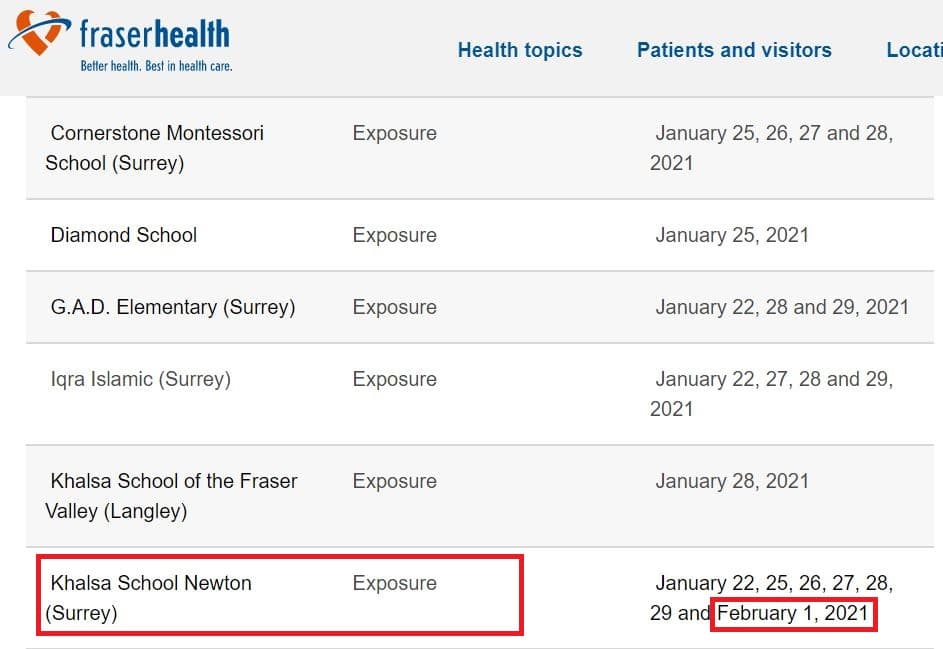 fraserhealth
Better health. Best in health care.
Health topics Patients and visitors Locati
Cornerstone Montessori Exposure January 25, 26, 27 and 28,
School (Surrey) 2021
Diamond School Exposure January 25, 2021
G.A.D. Elementary (Surrey) Exposure January 22, 28 and 29, 2021
Iqra Islamic (Surrey) Exposure January 22, 27, 28 and 29,
2021
Khalsa School of the Fraser Exposure January 28, 2021
Valley (Langley)
Khalsa School Newton Exposure January 22, 25, 26, 27, 28,
(Surrey) 29 and February 1, 2021